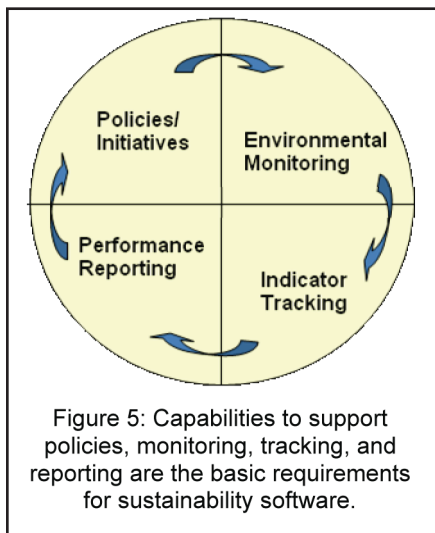 Policies/
Initiatives
Environmental
Monitoring
Performance
Reporting
Indicator
Tracking
Figure 5: Capabilities to support
policies, monitoring, tracking, and
reporting are the basic requirements
for sustainability software.